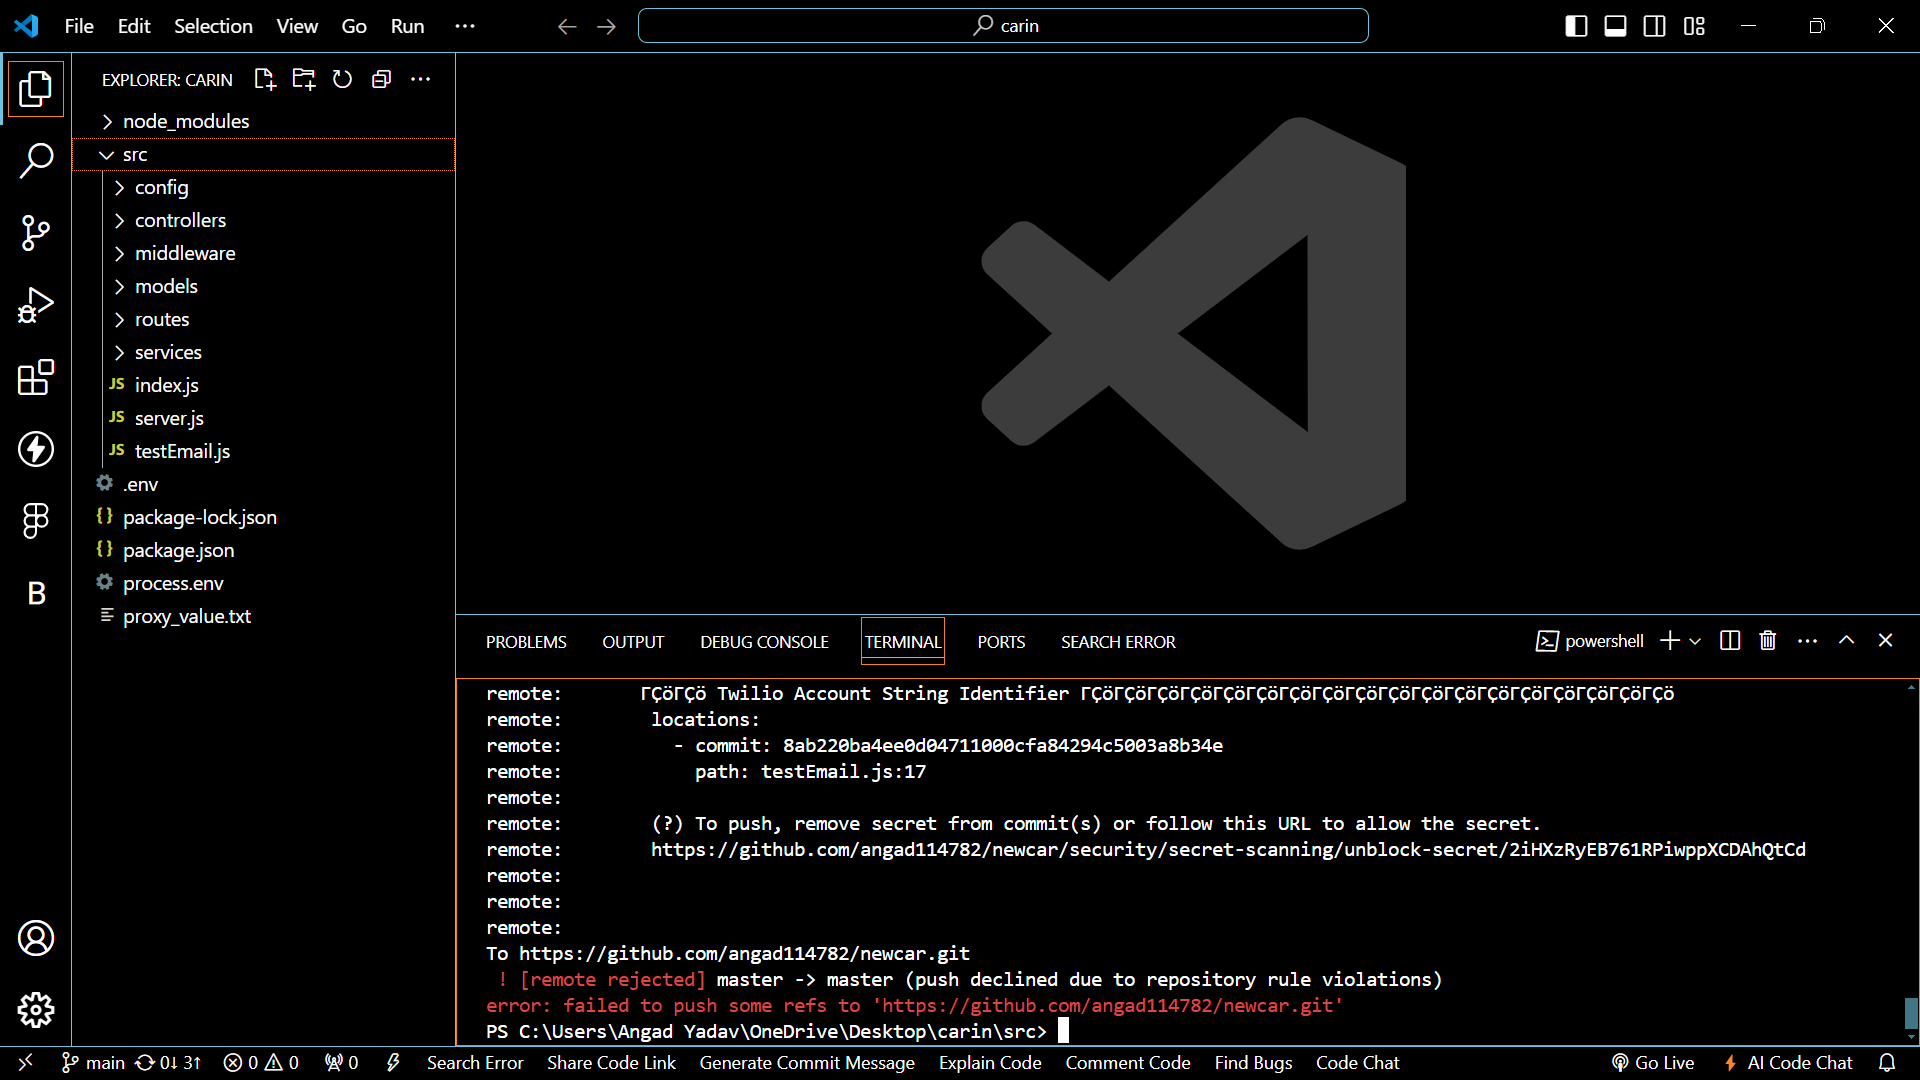 File Edit Selection View Go Run ···
carin
EXPLORER: CARIN
node_modules
src
config
controllers
middleware
models
routes
services
JS index.js
JS server.js
JS testEmail.js
.env
{} package-lock.json
{} package.json
process.env
proxy_value.txt
B
PROBLEMS OUTPUT DEBUG CONSOLE TERMINAL PORTS SEARCH ERROR
powershell
remote: ΓÇöΓÇö Twilio Account String Identifier ΓÇöΓÇöΓÇöΓÇöΓÇöΓÇöΓÇöΓÇöΓÇöΓÇöΓÇöΓÇöΓÇöΓÇöΓÇöΓÇöΓÇöΓÇö
remote: locations:
remote: - commit: 8ab220ba4ee0d04711000cfa84294c5003a8b34e
remote: path: testEmail.js:17
remote:
remote: (?) To push, remove secret from commit(s) or follow this URL to allow the secret.
remote: https://github.com/angad114782/newcar/security/secret-scanning/unblock-secret/2iHXzRyEB761RPiwppXCDAhQtCd
remote:
remote:
remote:
To https://github.com/angad114782/newcar.git
! [remote rejected] master -> master (push declined due to repository rule violations)
error: failed to push some refs to 'https://github.com/angad114782/newcar.git'
PS C:\Users\Angad Yadav\OneDrive\Desktop\carin\src>
main 0↓ 3↑ 0 0 0 Search Error Share Code Link Generate Commit Message Explain Code Comment Code Find Bugs Code Chat Go Live AI Code Chat